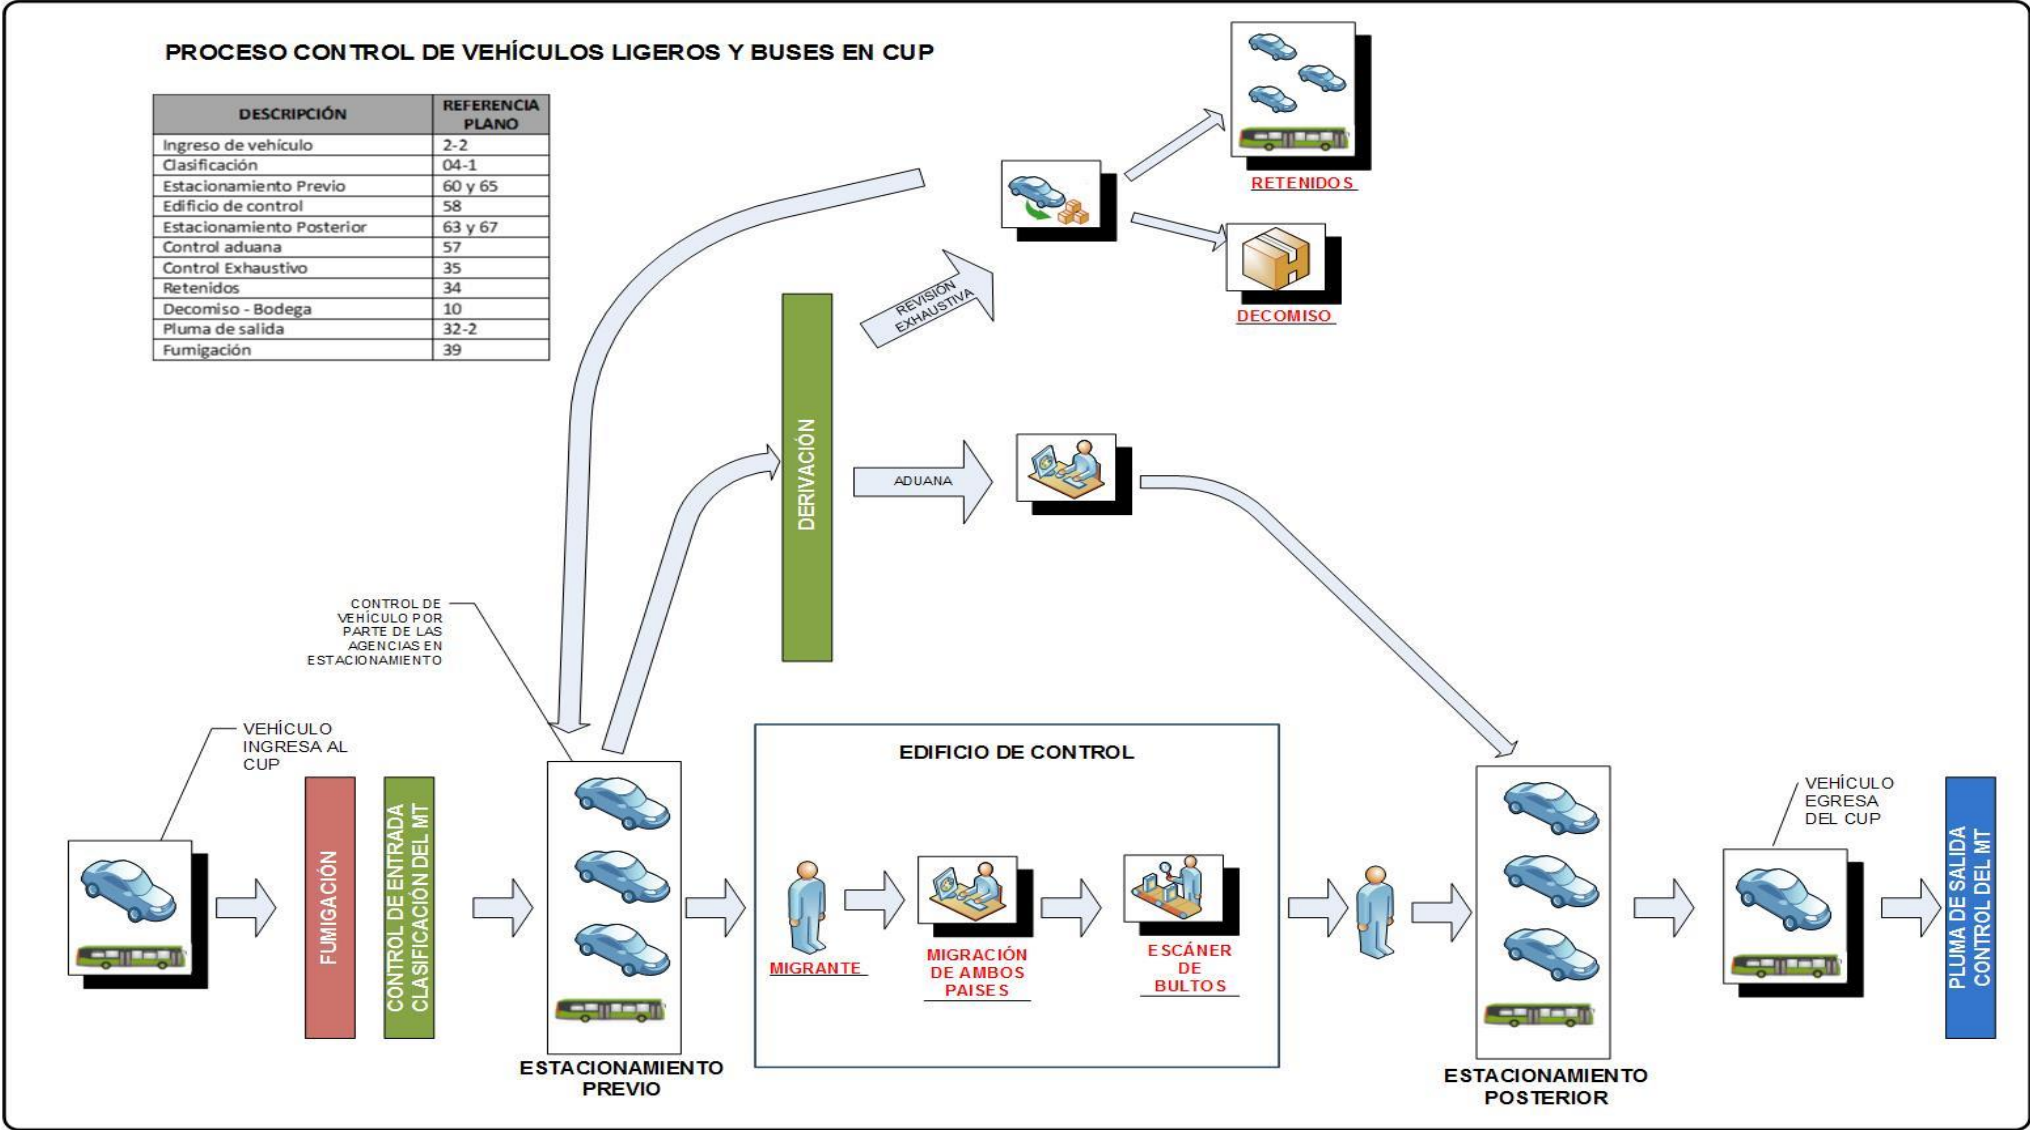 PROCESO CONTROL DE VEHÍCULOS LIGEROS Y BUSES EN CUP
DESCRIPCIÓN REFERENCIA PLANO
Ingreso de vehículo 2-2
Clasificación 04-1
Estacionamiento Previo 60 y 65
Edificio de control 58
Estacionamiento Posterior 63 y 67
Control aduana 57
Control Exhaustivo 35
Retenidos 34
Decomiso - Bodega 10
Pluma de salida 32-2
Fumigación 39
RETENIDOS
DECOMISO
REVISIÓN
EXHAUSTIVA
DERIVACIÓN
ADUANA
CONTROL DE
VEHÍCULO POR
PARTE DE LAS
AGENCIAS EN
ESTACIONAMIENTO
VEHÍCULO
INGRESA AL
CUP
FUMIGACIÓN
CONTROL DE ENTRADA
CLASIFICACIÓN DEL MT
ESTACIONAMIENTO
PREVIO
EDIFICIO DE CONTROL
MIGRANTE
MIGRACIÓN
DE AMBOS
PAISES
ESCÁNER
DE
BULTOS
ESTACIONAMIENTO
POSTERIOR
VEHÍCULO
EGRESA
DEL CUP
PLUMA DE SALIDA
CONTROL DEL MT